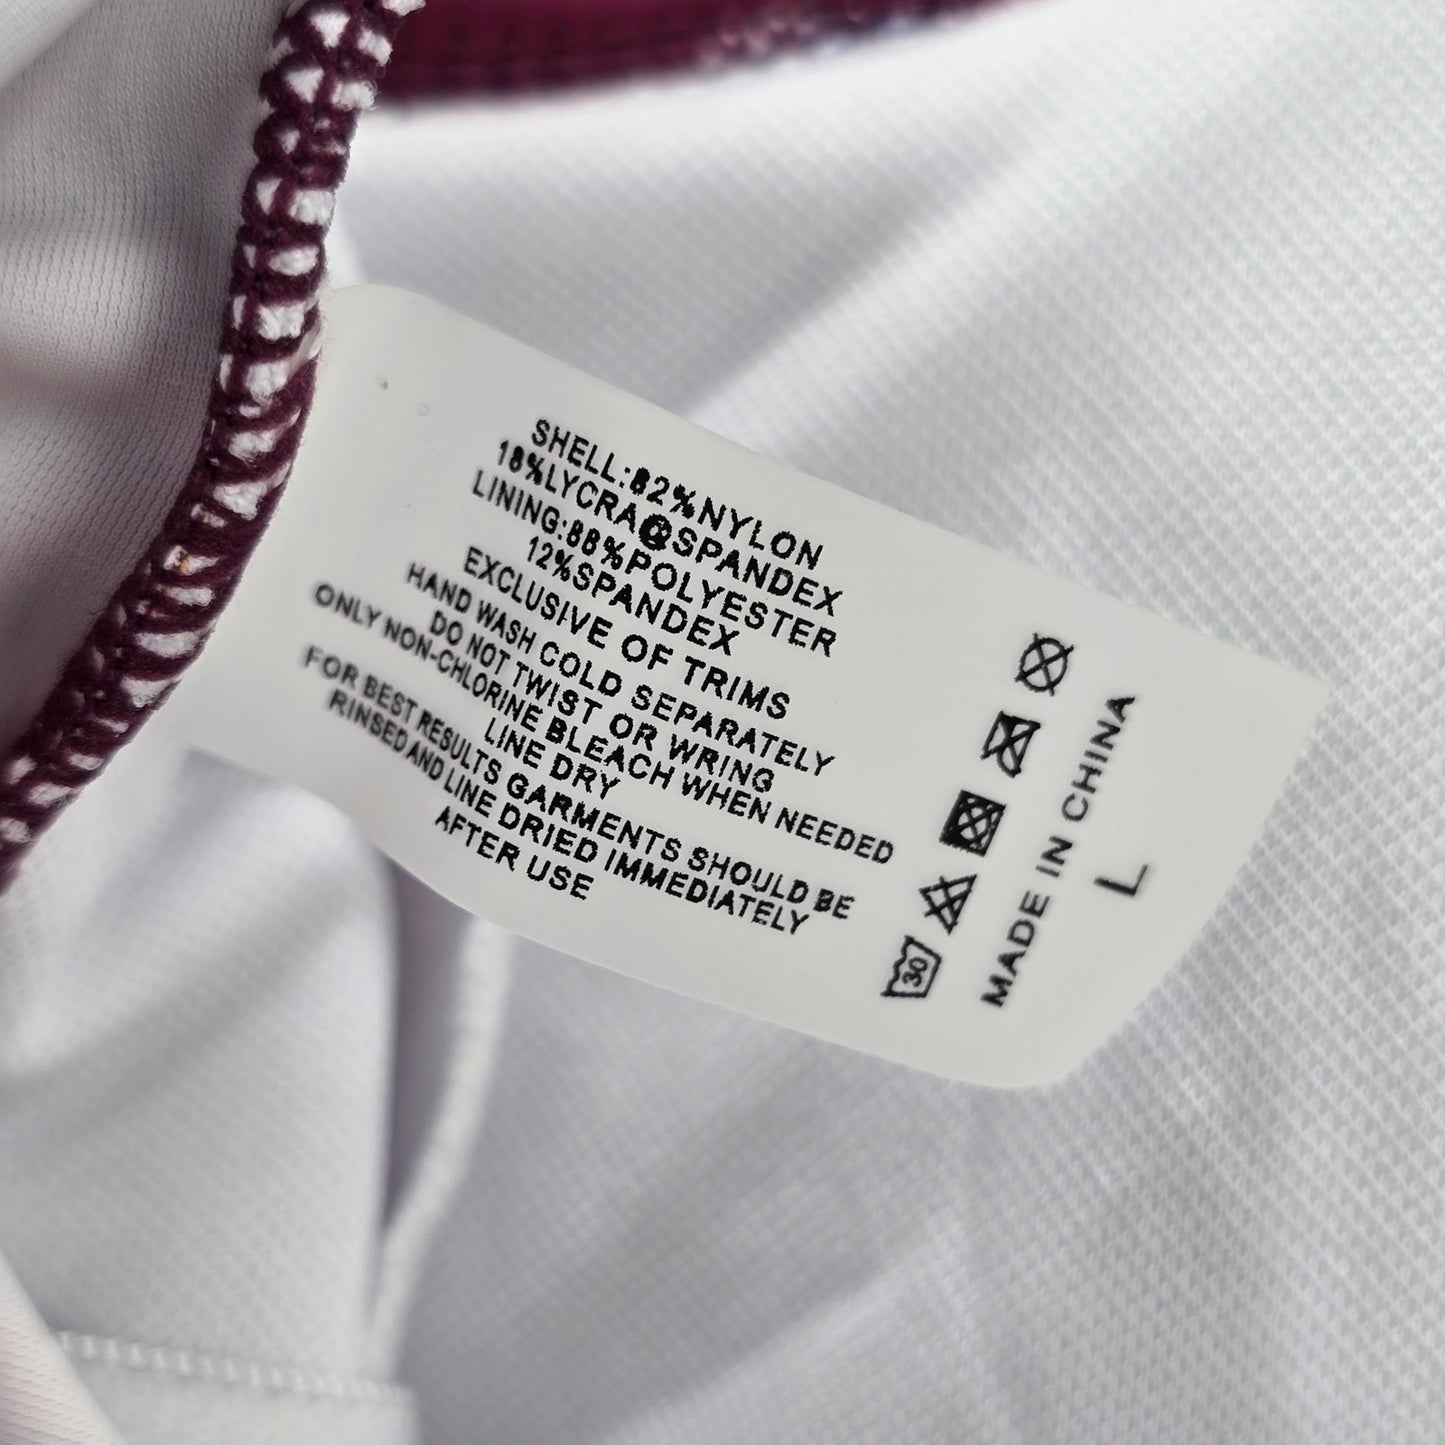 SHELL:82%NYLON
18%LYCRA@SPANDEX
LINING:88%POLYESTER
12%SPANDEX
EXCLUSIVE OF TRIMS
HAND WASH COLD SEPARATELY
DO NOT TWIST OR WRING
ONLY NON-CHLORINE BLEACH WHEN NEEDED
LINE DRY
FOR BEST RESULTS GARMENTS SHOULD BE
RINSED AND LINE DRIED IMMEDIATELY
AFTER USE
30
MADE IN CHINA
L